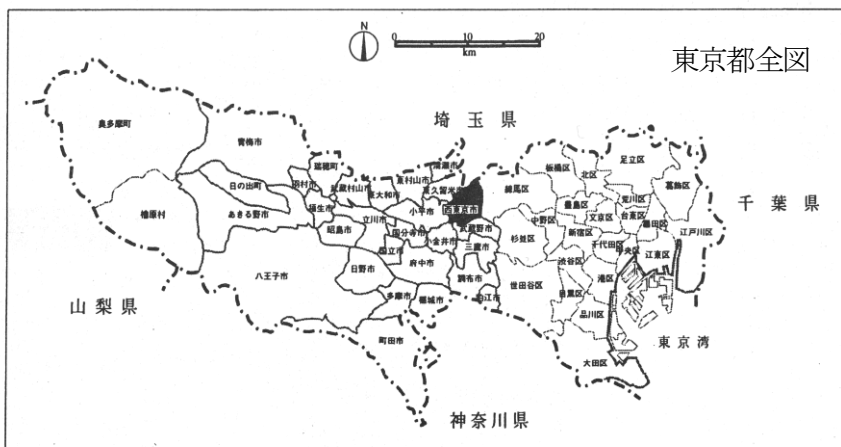 N
0 10 20
km
東京都全図
埼玉県
千葉県
山梨県
神奈川県
東京湾
奥多摩町
青梅市
檜原村
日の出町
あきる野市
瑞穂町
羽村市
福生市
武蔵村山市
東大和市
東村山市
清瀬市
東久留米市
西東京市
昭島市
立川市
小平市
国分寺市
小金井市
武蔵野市
三鷹市
国立市
府中市
調布市
狛江市
八王子市
日野市
多摩市
稲城市
町田市
板橋区
北区
足立区
練馬区
葛飾区
豊島区
荒川区
文京区
台東区
墨田区
江戸川区
中野区
杉並区
新宿区
千代田区
中央区
江東区
渋谷区
港区
世田谷区
目黒区
品川区
大田区